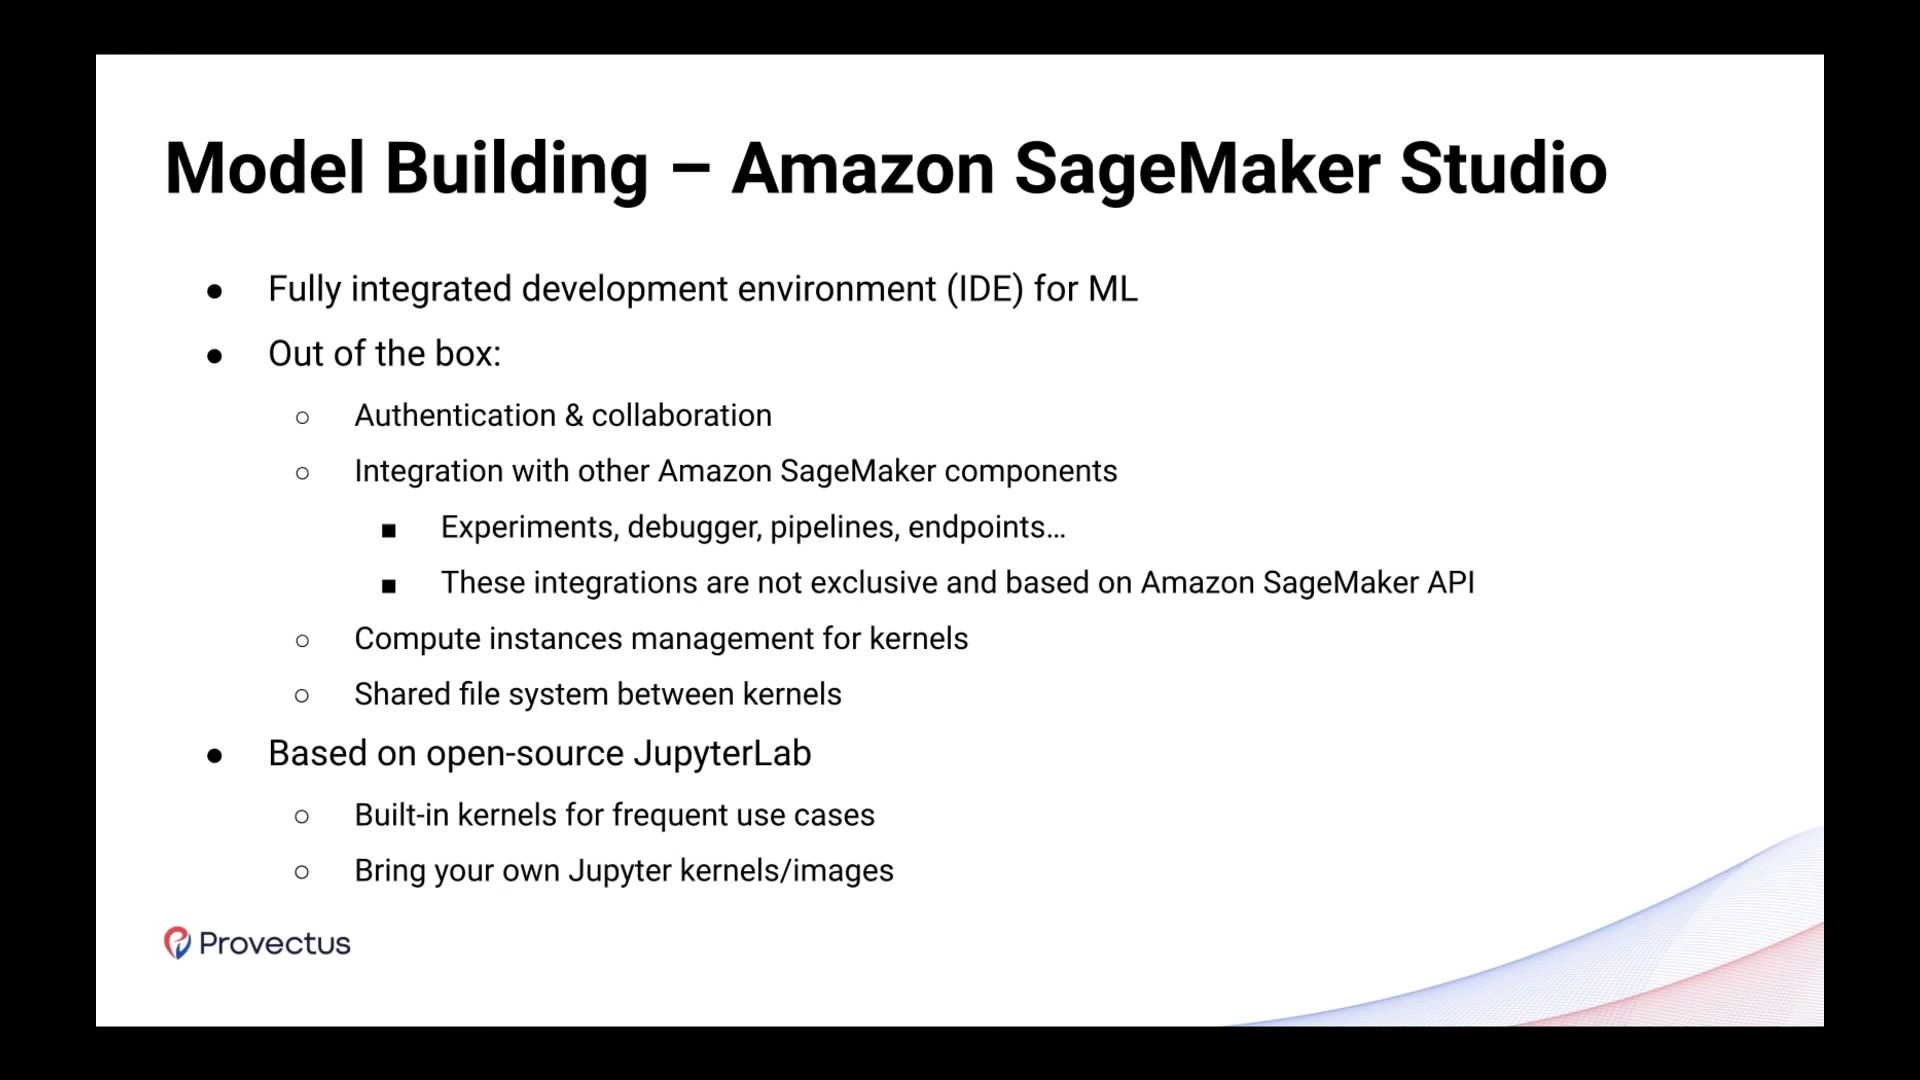 Model Building – Amazon SageMaker Studio
● Fully integrated development environment (IDE) for ML
● Out of the box:
○ Authentication & collaboration
○ Integration with other Amazon SageMaker components
■ Experiments, debugger, pipelines, endpoints…
■ These integrations are not exclusive and based on Amazon SageMaker API
○ Compute instances management for kernels
○ Shared file system between kernels
● Based on open-source JupyterLab
○ Built-in kernels for frequent use cases
○ Bring your own Jupyter kernels/images
Provectus